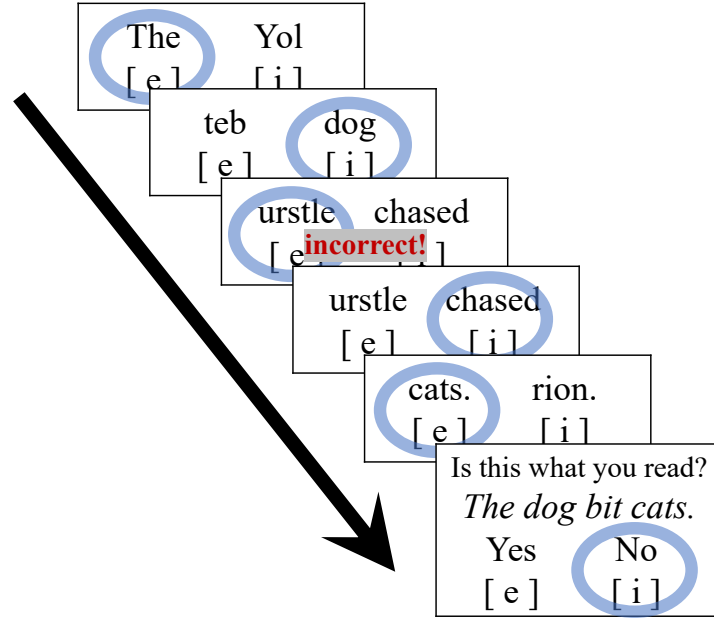 The Yol
[ e ] [ i ]
teb dog
[ e ] [ i ]
urstle chased
[ e ] incorrect! [ i ]
urstle chased
[ e ] [ i ]
cats. rion.
[ e ] [ i ]
Is this what you read?
The dog bit cats.
Yes No
[ e ] [ i ]